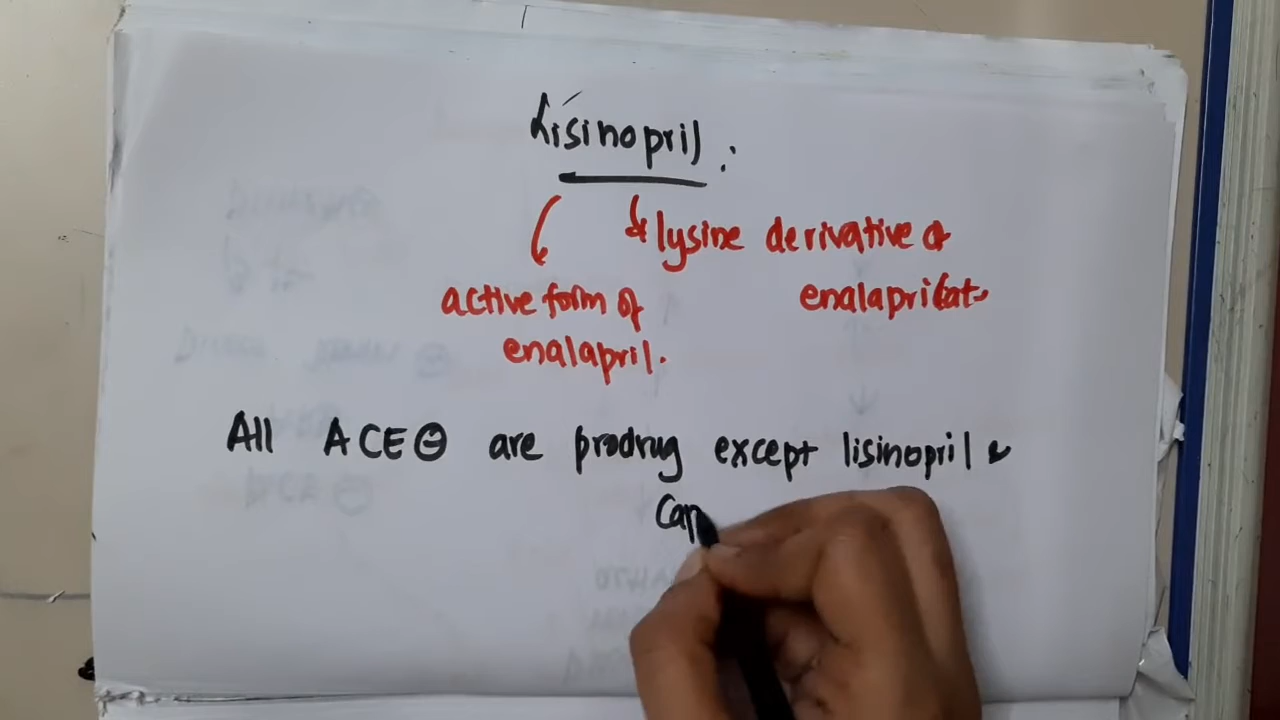 Lisinopril :
lysine derivative of
enalaprilat
active form of
enalapril.
All ACE⊖ are prodrug except lisinopril &
Cap